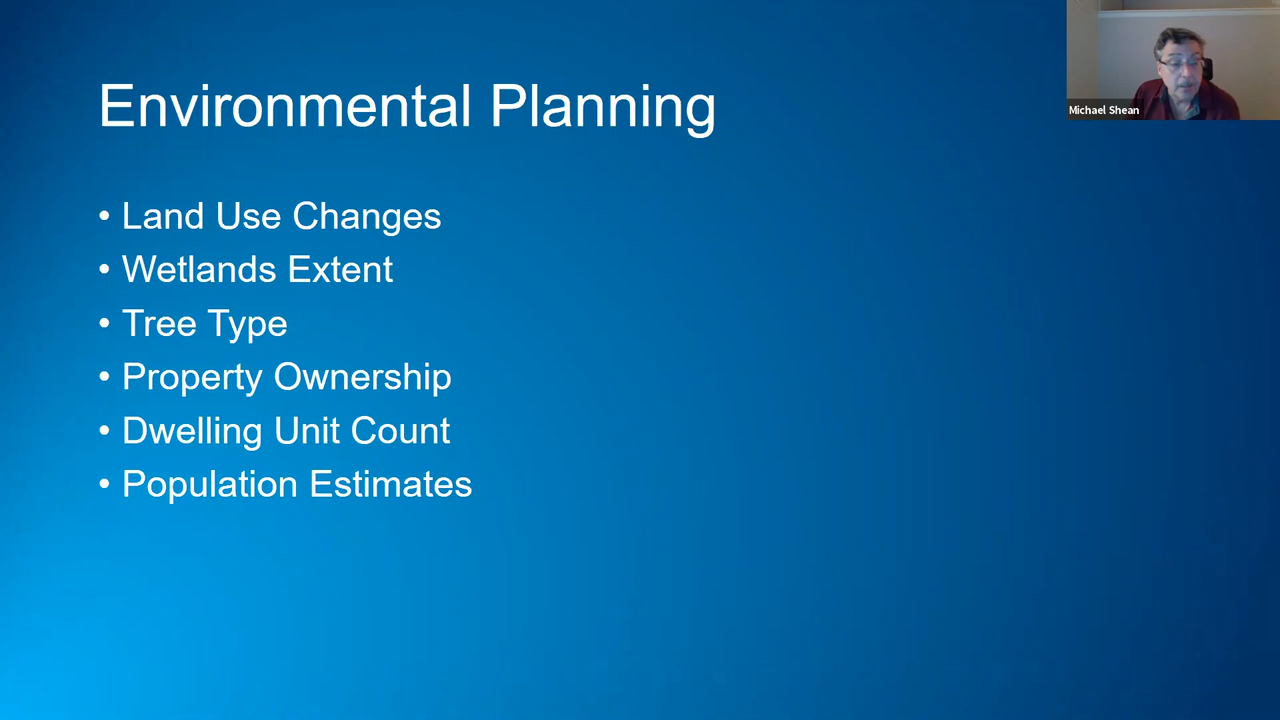 Environmental Planning
• Land Use Changes
• Wetlands Extent
• Tree Type
• Property Ownership
• Dwelling Unit Count
• Population Estimates
Michael Shean